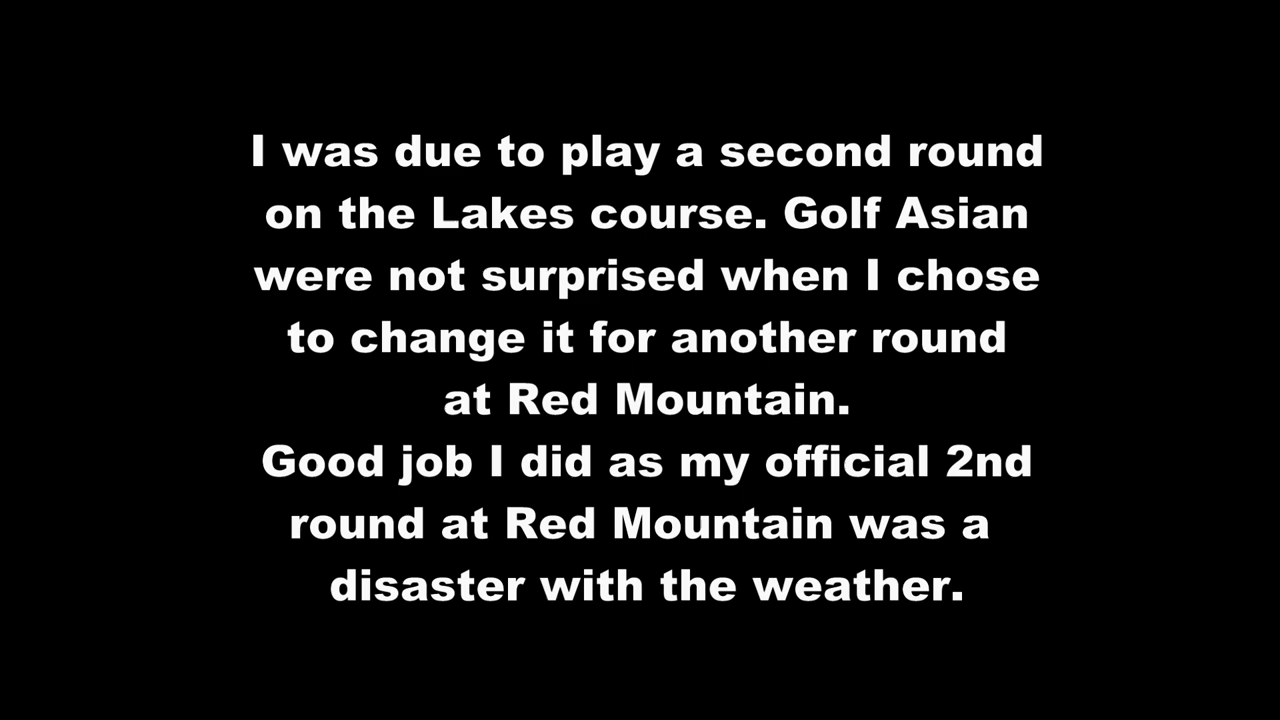 I was due to play a second round
on the Lakes course. Golf Asian
were not surprised when I chose
to change it for another round
at Red Mountain.
Good job I did as my official 2nd
round at Red Mountain was a
disaster with the weather.